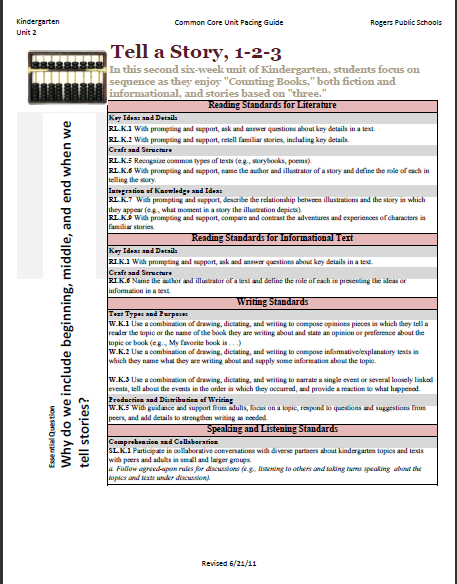 Kindergarten
Common Core Unit Pacing Guide
Rogers Public Schools
Unit 2
Tell a Story, 1-2-3
In this second six-week unit of Kindergarten, students focus on
sequence as they enjoy "Counting Books," both fiction and
informational, and stories based on "three."
Essential Question
Why do we include beginning, middle, and end when we
tell stories?
Reading Standards for Literature
Key Ideas and Details
RL.K.1 With prompting and support, ask and answer questions about key details in a text.
RL.K.2 With prompting and support, retell familiar stories, including key details.
Craft and Structure
RL.K.5 Recognize common types of texts (e.g., storybooks, poems).
RL.K.6 With prompting and support, name the author and illustrator of a story and define the role of each in
telling the story.
Integration of Knowledge and Ideas
RL.K.7 With prompting and support, describe the relationship between illustrations and the story in which
they appear (e.g., what moment in a story the illustration depicts).
RL.K.9 With prompting and support, compare and contrast the adventures and experiences of characters in
familiar stories.
Reading Standards for Informational Text
Key Ideas and Details
RI.K.1 With prompting and support, ask and answer questions about key details in a text.
Craft and Structure
RI.K.6 Name the author and illustrator of a text and define the role of each in presenting the ideas or
information in a text.
Writing Standards
Text Types and Purposes
W.K.1 Use a combination of drawing, dictating, and writing to compose opinions pieces in which they tell a
reader the topic or the name of the book they are writing about and state an opinion or preference about the
topic or book (e.g., My favorite book is . . .)
W.K.2 Use a combination of drawing, dictating, and writing to compose informative/explanatory texts in
which they name what they are writing about and supply some information about the topic.
W.K.3 Use a combination of drawing, dictating, and writing to narrate a single event or several loosely linked
events, tell about the events in the order in which they occurred, and provide a reaction to what happened.
Production and Distribution of Writing
W.K.5 With guidance and support from adults, focus on a topic, respond to questions and suggestions from
peers, and add details to strengthen writing as needed.
Speaking and Listening Standards
Comprehension and Collaboration
SL.K.1 Participate in collaborative conversations with diverse partners about kindergarten topics and texts
with peers and adults in small and larger groups.
a. Follow agreed-upon rules for discussions (e.g., listening to others and taking turns speaking about the
topics and texts under discussion).
Revised 6/21/11